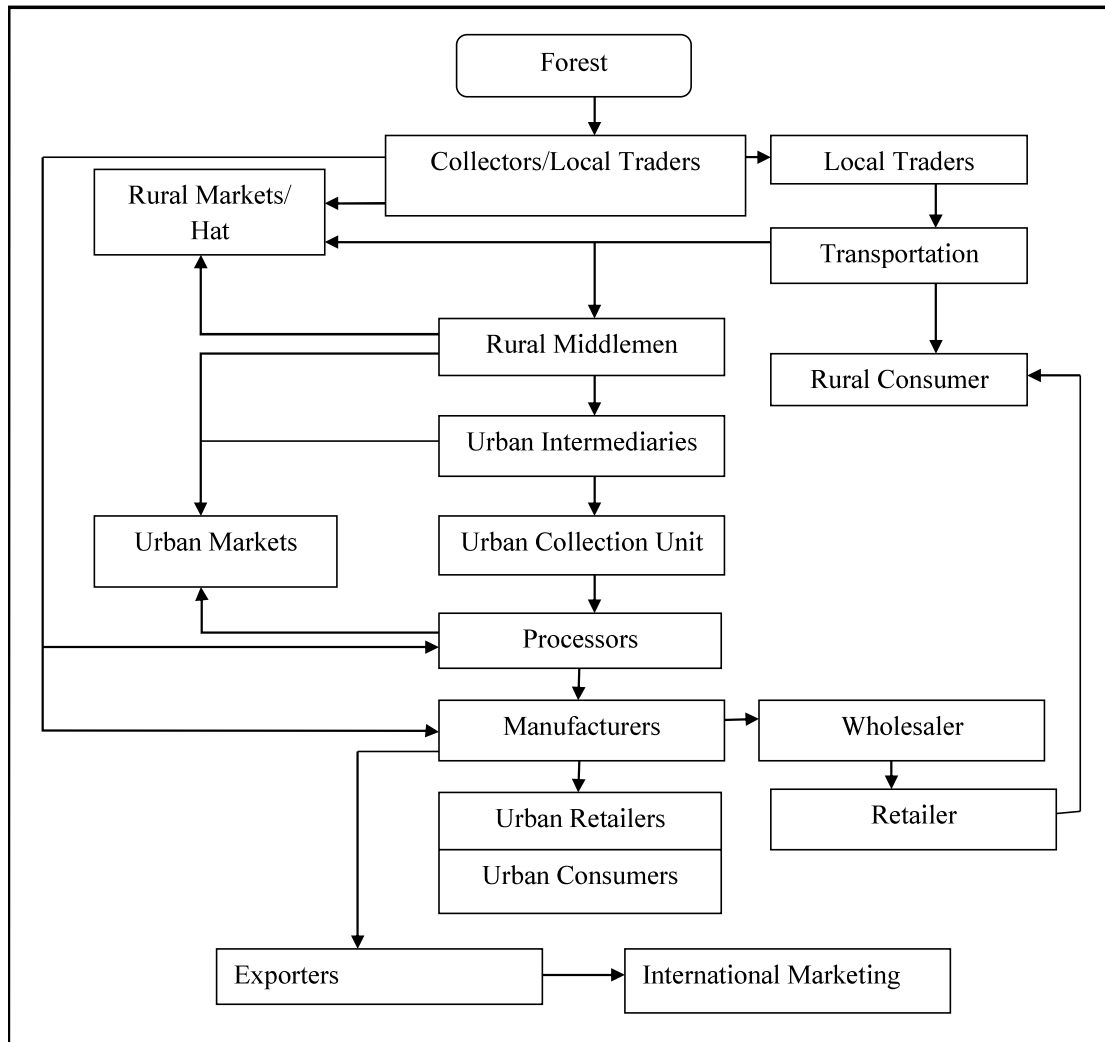 Forest
Collectors/Local Traders
Local Traders
Rural Markets/
Hat
Transportation
Rural Middlemen
Rural Consumer
Urban Intermediaries
Urban Markets
Urban Collection Unit
Processors
Manufacturers
Wholesaler
Urban Retailers
Retailer
Urban Consumers
Exporters
International Marketing